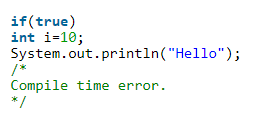 if(true)
int i=10;
System.out.println("Hello");
/*
Compile time error.
*/